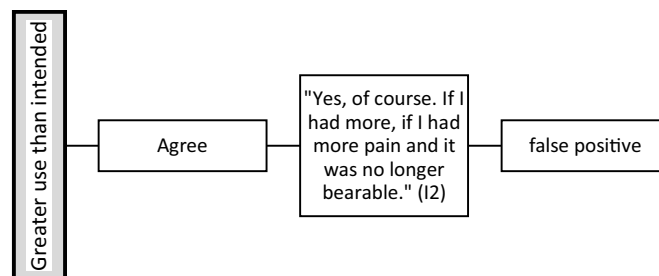 Greater use than intended
Agree
"Yes, of course. If I
had more, if I had
more pain and it
was no longer
bearable." (I2)
false positive